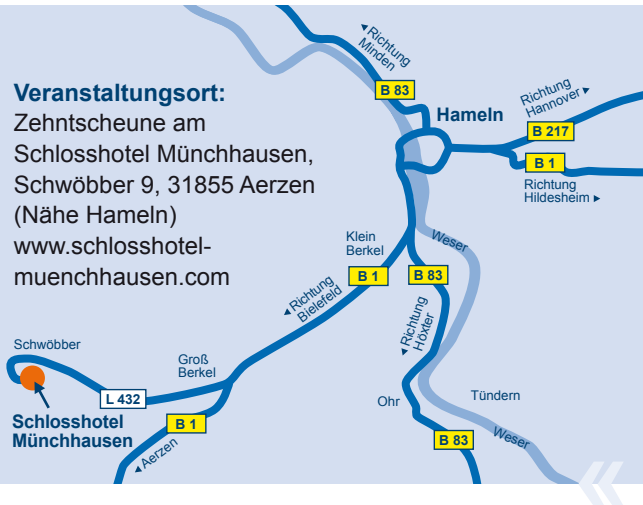 Veranstaltungsort:
Zehntscheune am
Schlosshotel Münchhausen,
Schwöbber 9, 31855 Aerzen
(Nähe Hameln)
www.schlosshotel-
muenchhausen.com
◄Richtung
Minden
B 83
Hameln
Richtung
Hannover►
B 217
B 1
Richtung
Hildesheim ►
Klein
Berkel
Weser
B 1
B 83
◄Richtung
Bielefeld
◄Richtung
Höxter
Schwöbber
Groß
Berkel
L 432
Schlosshotel
Münchhausen
B 1
◄Aerzen
Ohr
Tündern
B 83
Weser